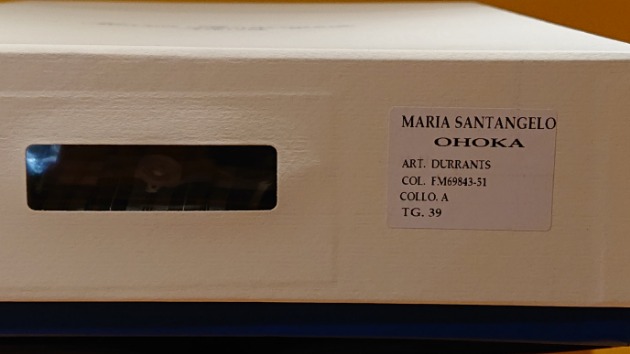 MARIA SANTANGELO
OHOKA
ART. DURRANTS
COL. FM69843-51
COLLO. A
TG. 39